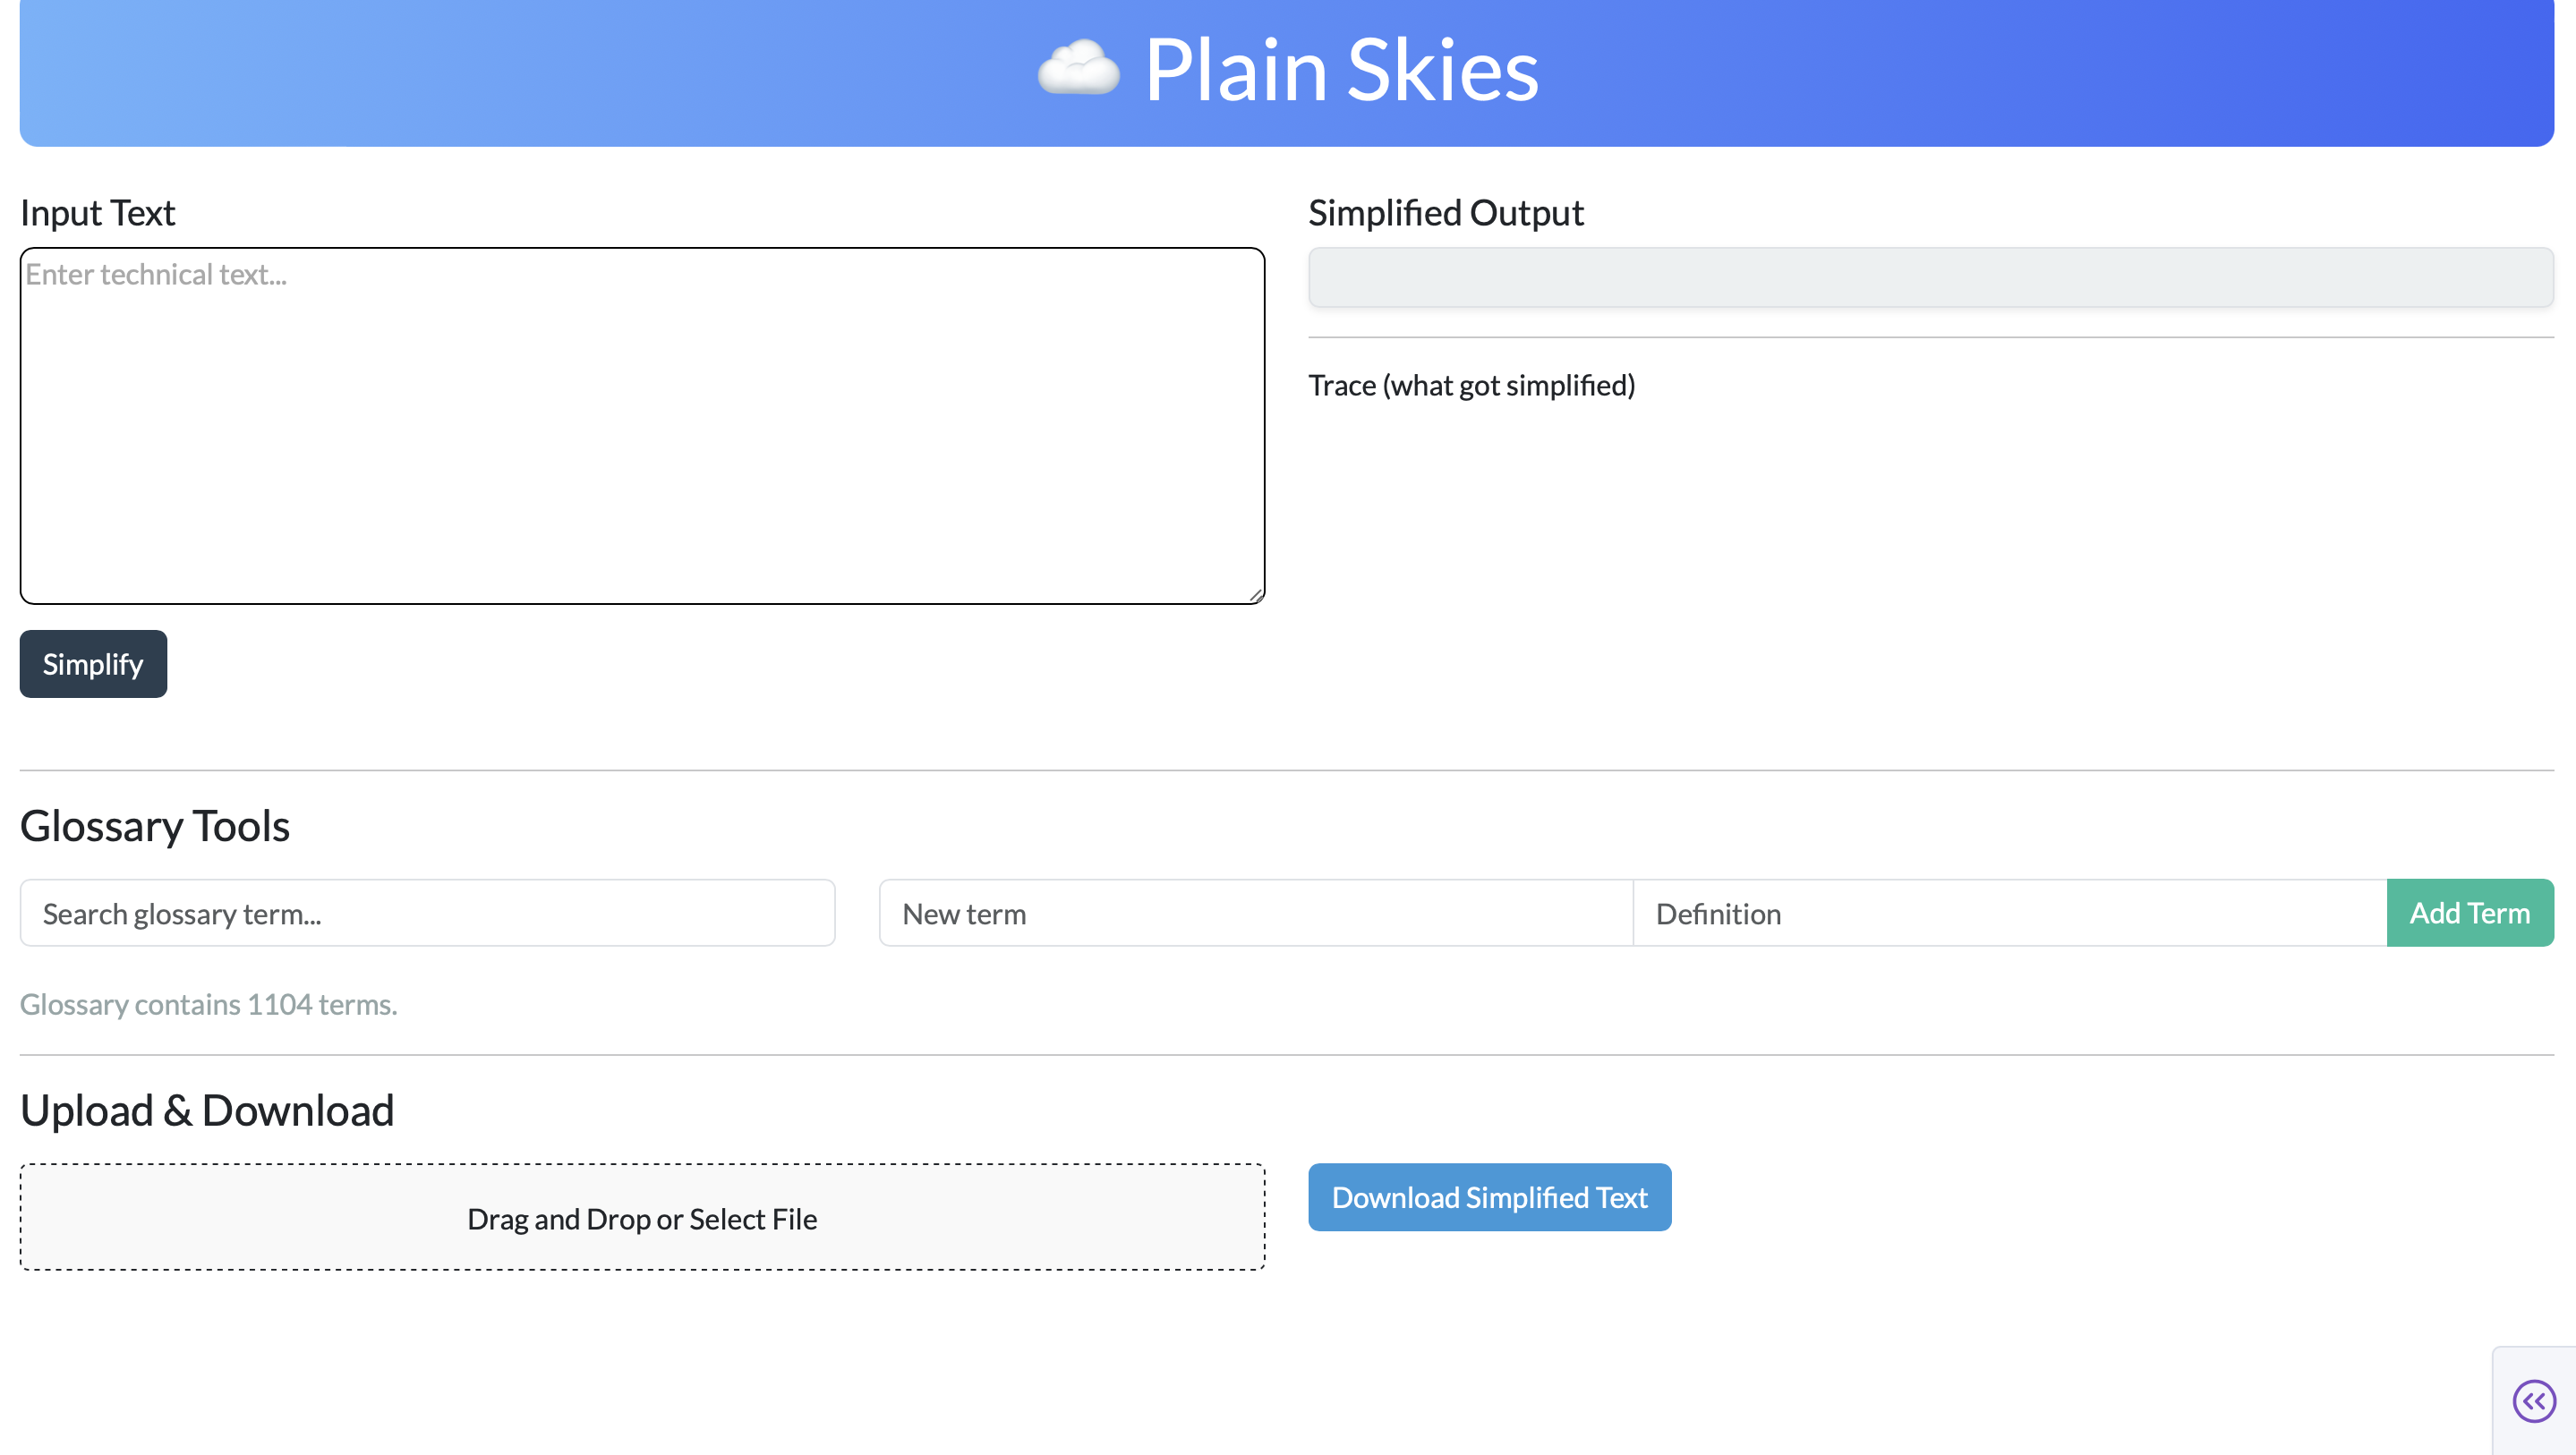 Plain Skies
Input Text
Enter technical text...
Simplify
Simplified Output
Trace (what got simplified)
Glossary Tools
Search glossary term...
New term
Definition
Add Term
Glossary contains 1104 terms.
Upload & Download
Drag and Drop or Select File
Download Simplified Text